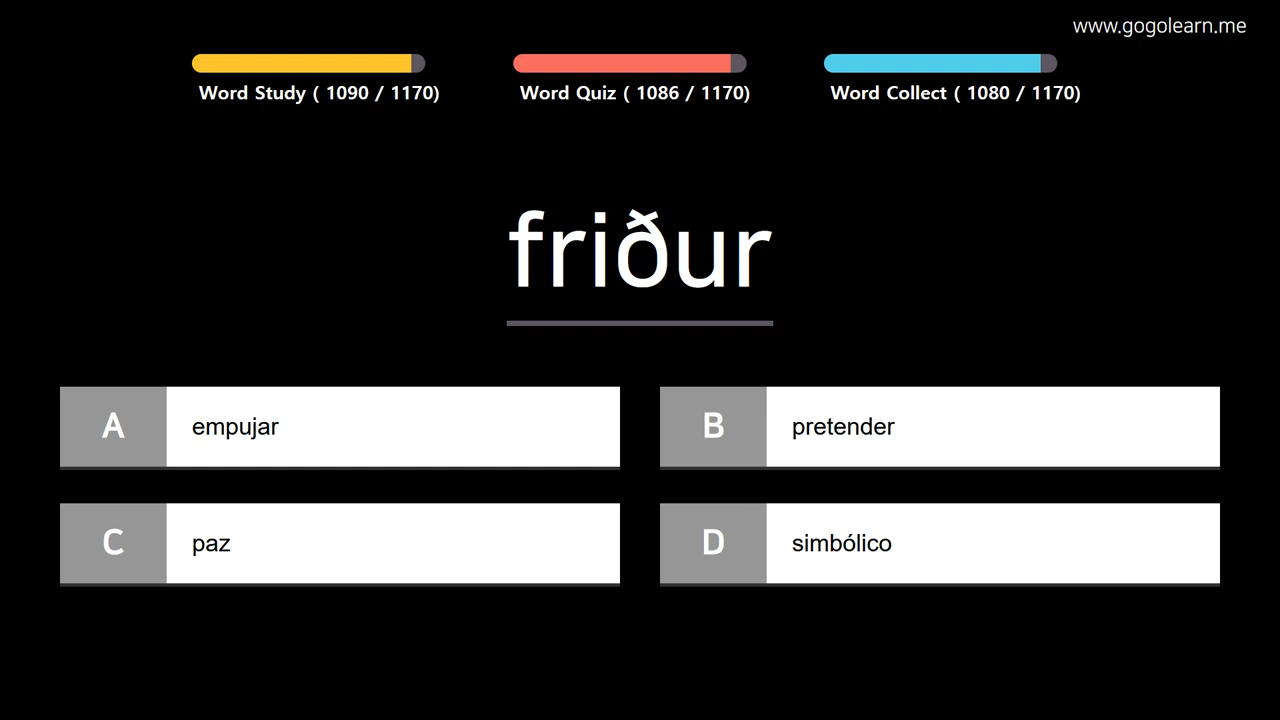 www.gogolearn.me
Word Study ( 1090 / 1170)
Word Quiz ( 1086 / 1170)
Word Collect ( 1080 / 1170)
friður
A empujar
B pretender
C paz
D simbólico